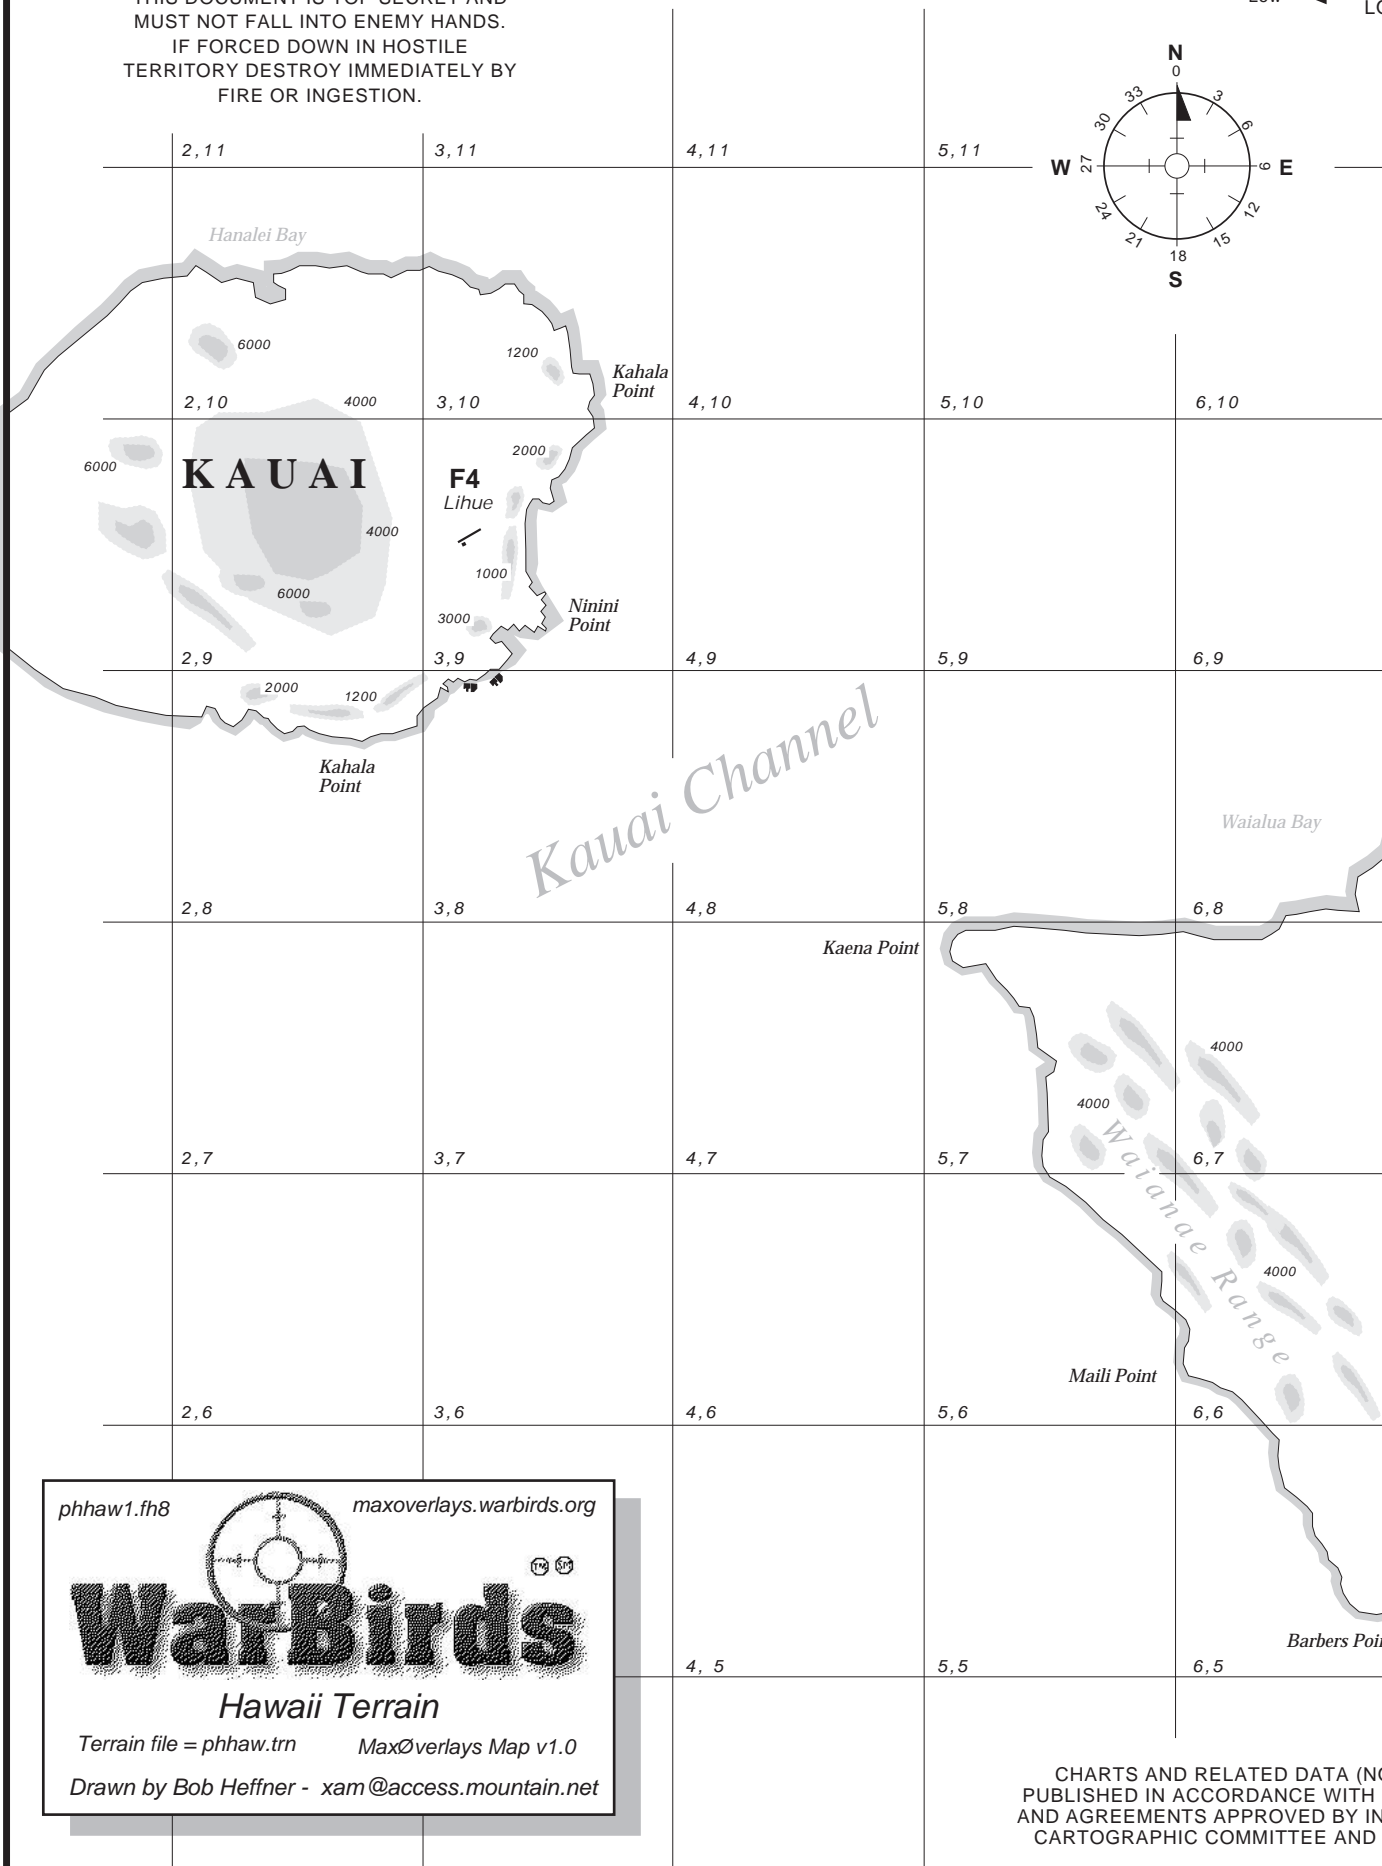 MUST NOT FALL INTO ENEMY HANDS.
IF FORCED DOWN IN HOSTILE
TERRITORY DESTROY IMMEDIATELY BY
FIRE OR INGESTION.
N
0
33
3
30
6
W
27
9
E
24
12
21
15
18
S
2,11
3,11
4,11
5,11
Hanalei Bay
6000
1200
Kahala
Point
2,10
4000
3,10
4,10
5,10
6,10
6000
KAUAI
2000
F4
Lihue
4000
1000
6000
3000
Ninini
Point
2,9
3,9
4,9
5,9
6,9
2000
1200
Kahala
Point
Kauai Channel
Waialua Bay
2,8
3,8
4,8
5,8
6,8
Kaena Point
4000
4000
Waianae Range
2,7
3,7
4,7
5,7
6,7
4000
Maili Point
2,6
3,6
4,6
5,6
6,6
phhaw1.fh8
maxoverlays.warbirds.org
TM SM
WarBirds
Hawaii Terrain
Terrain file = phhaw.trn
MaxØverlays Map v1.0
Drawn by Bob Heffner - xam@access.mountain.net
Barbers
4, 5
5,5
6,5
CHARTS AND RELATED DATA
PUBLISHED IN ACCORDANCE WITH
AND AGREEMENTS APPROVED BY
CARTOGRAPHIC COMMITTEE AND